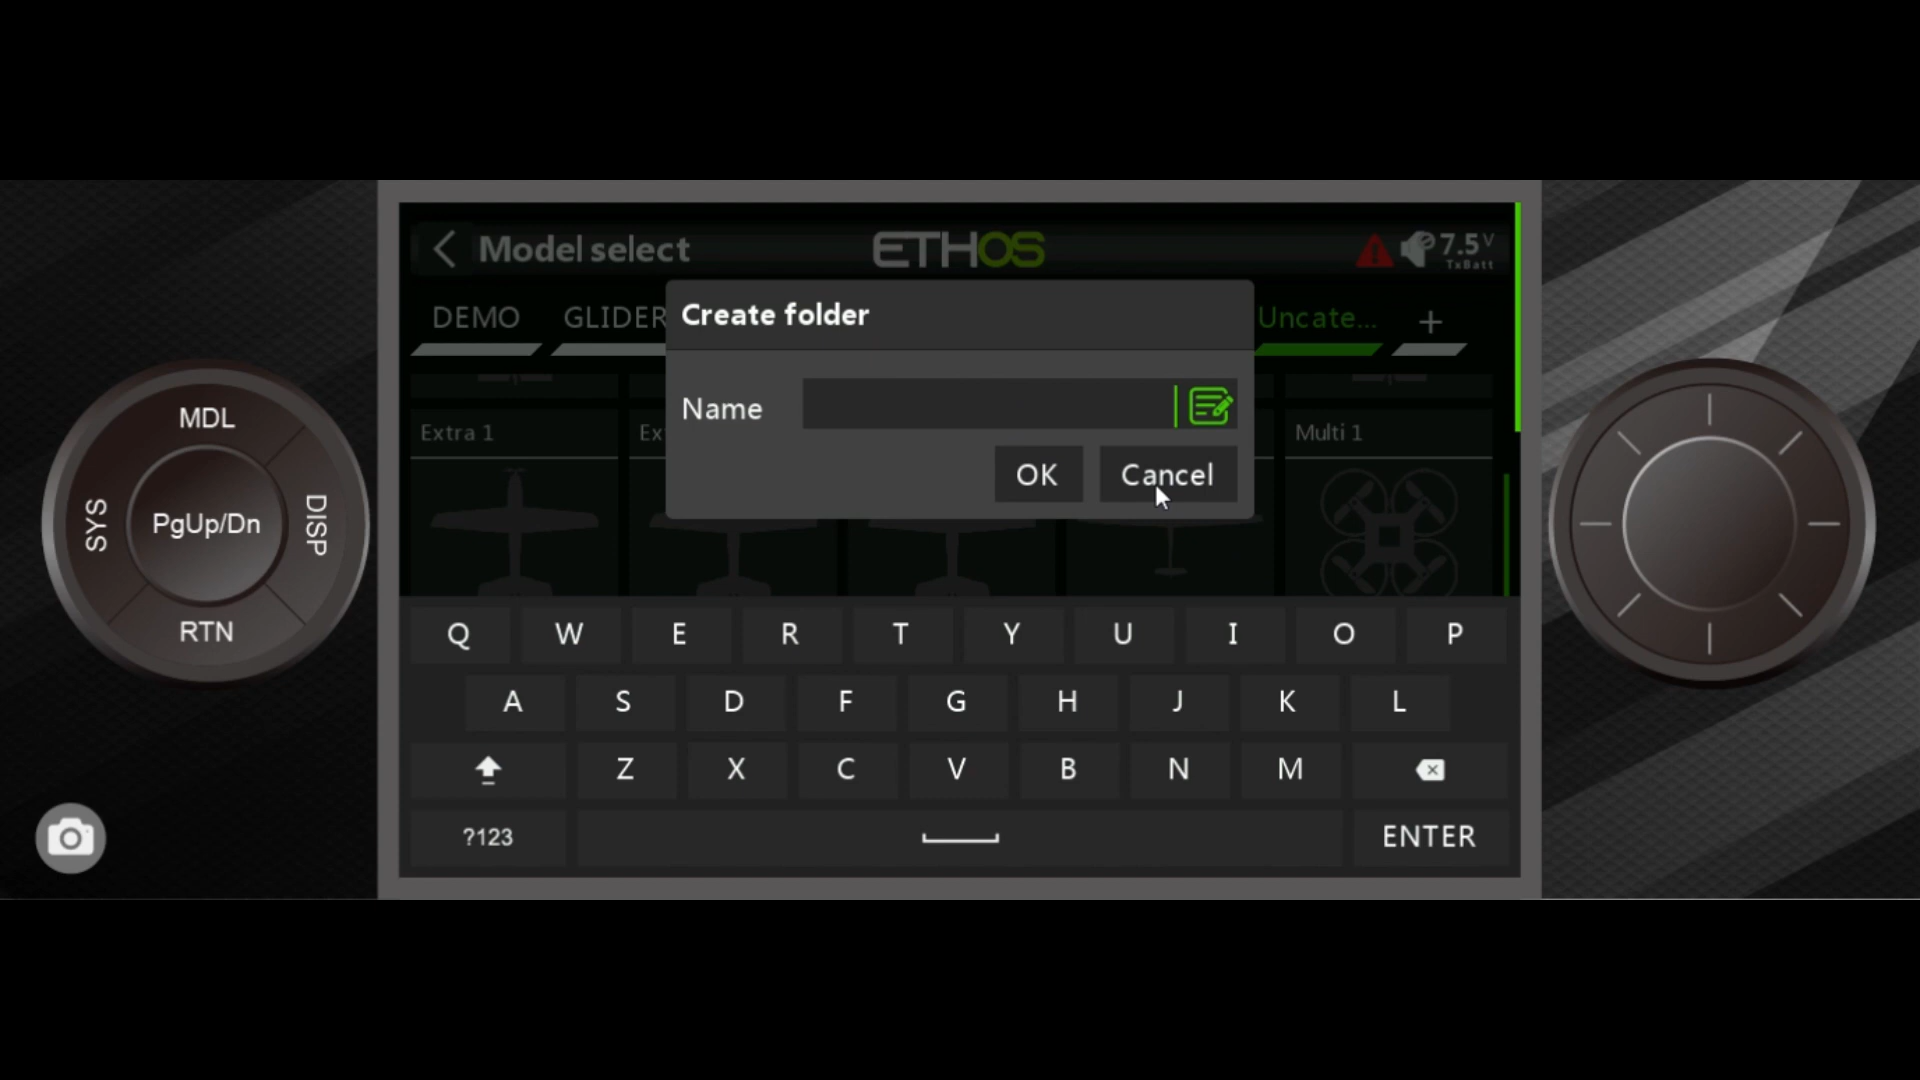 Model select
ETHOS
7.5V
TxBatt
DEMO
GLIDER
Uncate...
+
Create folder
Name
OK
Cancel
Extra 1
Ex
Multi 1
MDL
SYS
PgUp/Dn
DISP
RTN
Q W E R T Y U I O P
A S D F G H J K L
Z X C V B N M
?123
ENTER